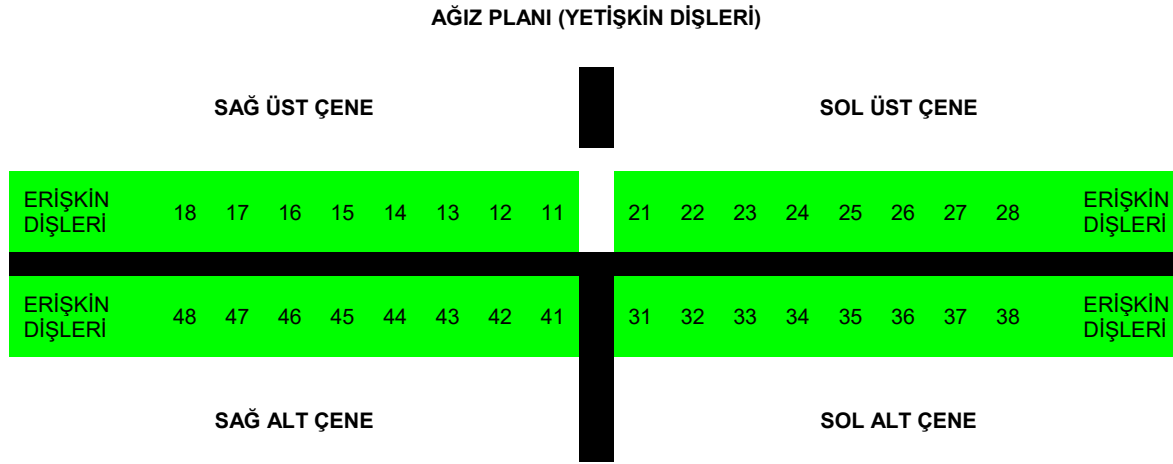 AĞIZ PLANI (YETİŞKİN DİŞLERİ)
SAĞ ÜST ÇENE
SOL ÜST ÇENE
ERİŞKİN
DİŞLERİ
18 17 16 15 14 13 12 11
21 22 23 24 25 26 27 28
ERİŞKİN
DİŞLERİ
ERİŞKİN
DİŞLERİ
48 47 46 45 44 43 42 41
31 32 33 34 35 36 37 38
ERİŞKİN
DİŞLERİ
SAĞ ALT ÇENE
SOL ALT ÇENE